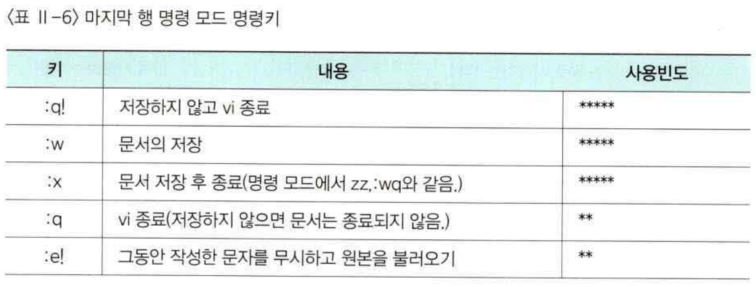 〈표 Ⅱ-6〉 마지막 행 명령 모드 명령키
키 내용 사용빈도
:q! 저장하지 않고 vi 종료 *****
:w 문서의 저장 *****
:x 문서 저장 후 종료(명령 모드에서 zz,:wq와 같음.) *****
:q vi 종료(저장하지 않으면 문서는 종료되지 않음.) **
:e! 그동안 작성한 문자를 무시하고 원본을 불러오기 **